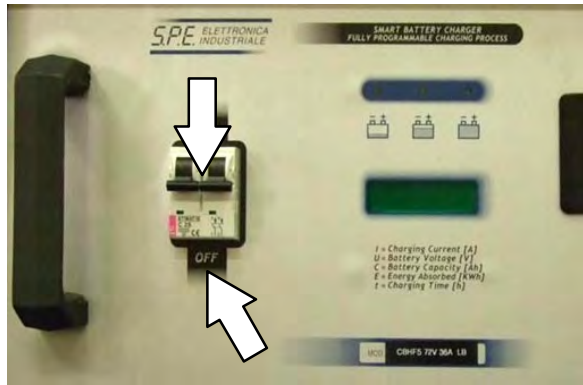 S.P.E. ELETTRONICA
INDUSTRIALE
SMART BATTERY CHARGER
FULLY PROGRAMMABLE CHARGING PROCESS
- +
- +
- +
OFF
I = Charging Current [A]
U = Battery Voltage [V]
C = Battery Capacity [Ah]
E = Energy Absorbed [KWh]
t = Charging Time [h]
MOD CBHF5 72V 36A LB